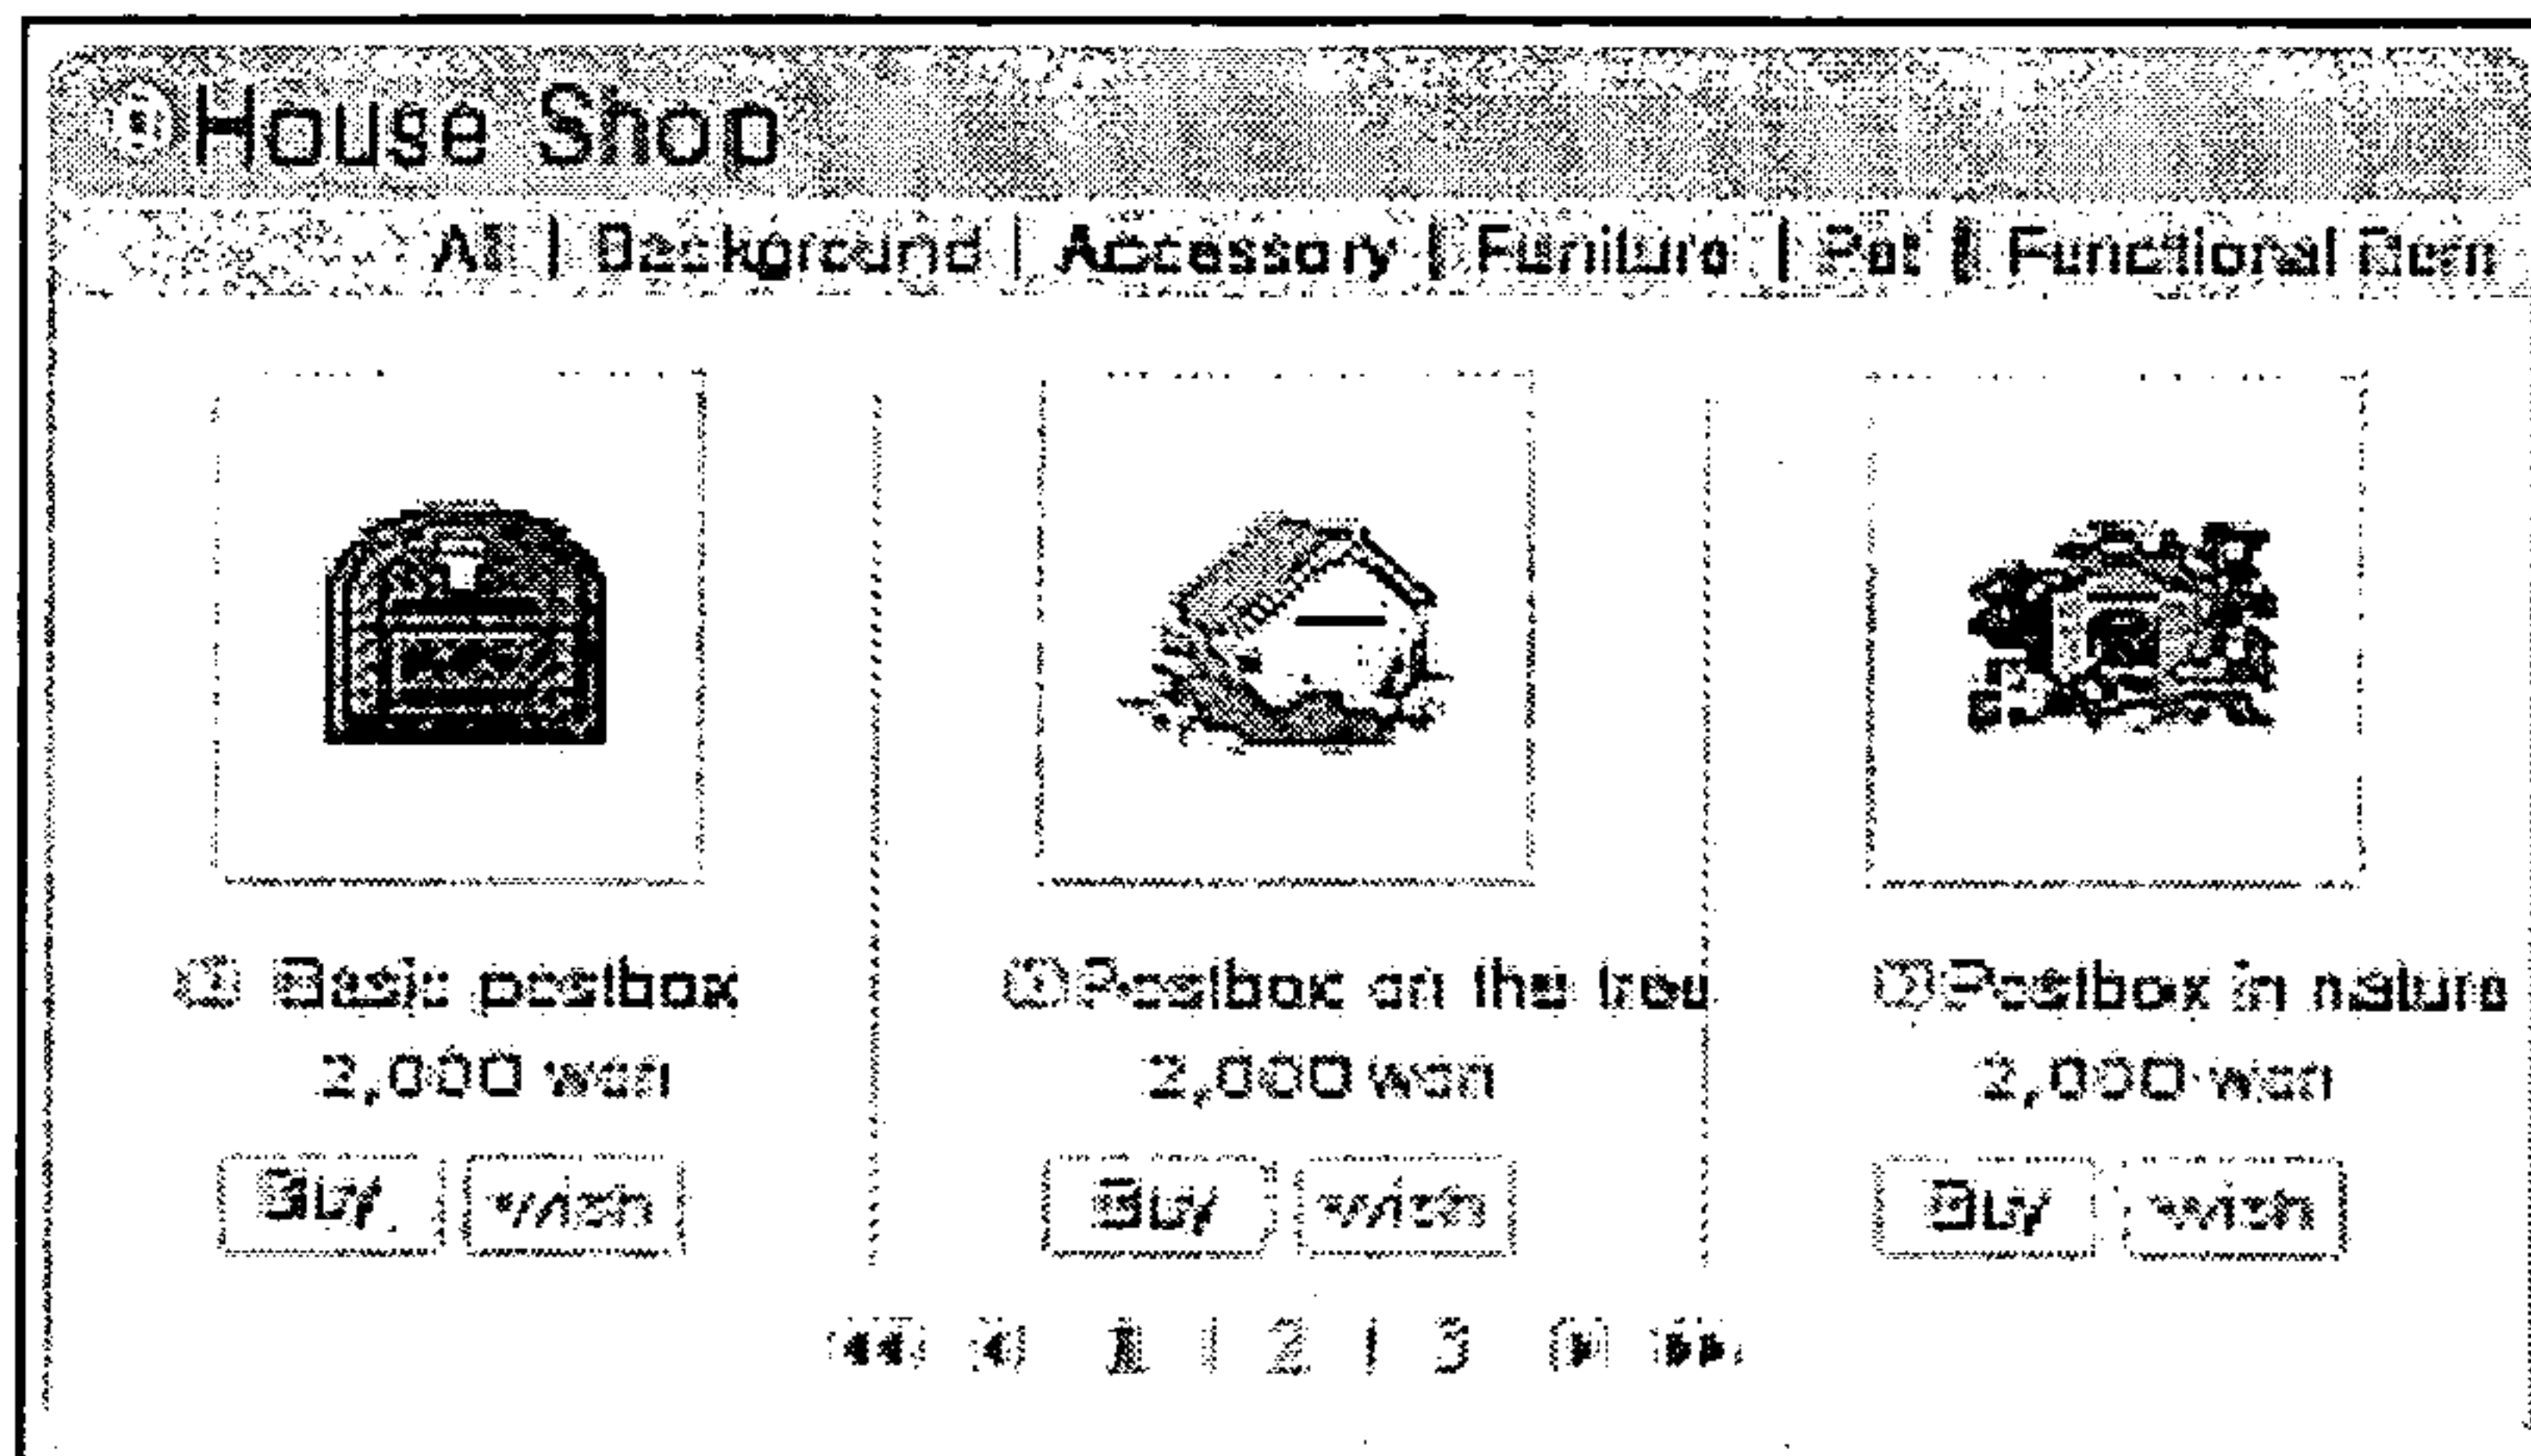 House Shop
All | Background | Accessory | Funiture | Pet | Functional Item
Basic postbox
Postbox on the tree
Postbox in nature
2,000 won
2,000 won
2,000 won
Buy wish
Buy wish
Buy wish
1 | 2 | 3